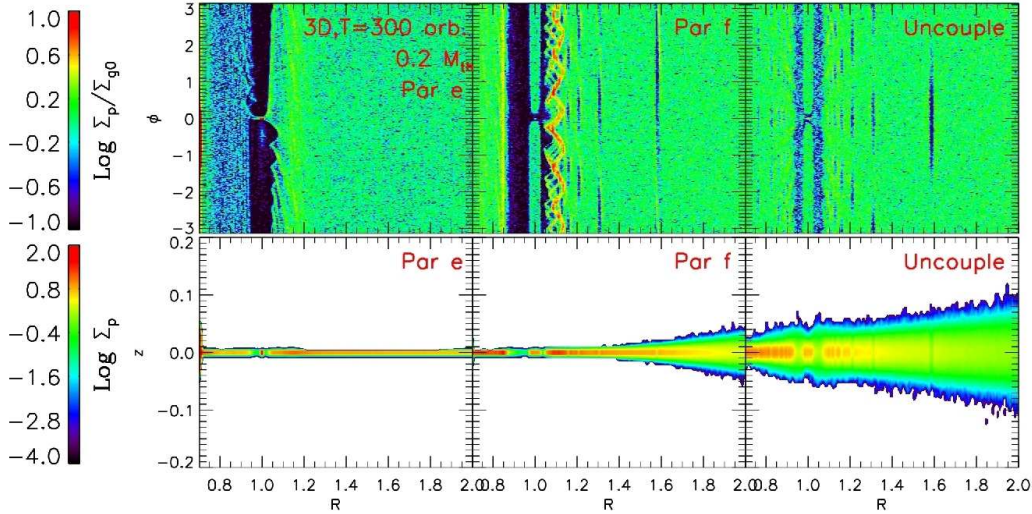 1.0
0.6
0.2
−0.2
−0.6
−1.0
Log Σp/Σg0
3
2
1
0
−1
−2
−3
φ
3D,T=300 orb.
0.2 Mth
Par e
Par f
Uncouple
2.0
0.8
−0.4
−1.6
−2.8
−4.0
Log Σp
0.2
0.1
0.0
−0.1
−0.2
z
Par e
Par f
Uncouple
0.8 1.0 1.2 1.4 1.6 1.8 2.0
0.8 1.0 1.2 1.4 1.6 1.8 2.0
0.8 1.0 1.2 1.4 1.6 1.8 2.0
R
R
R